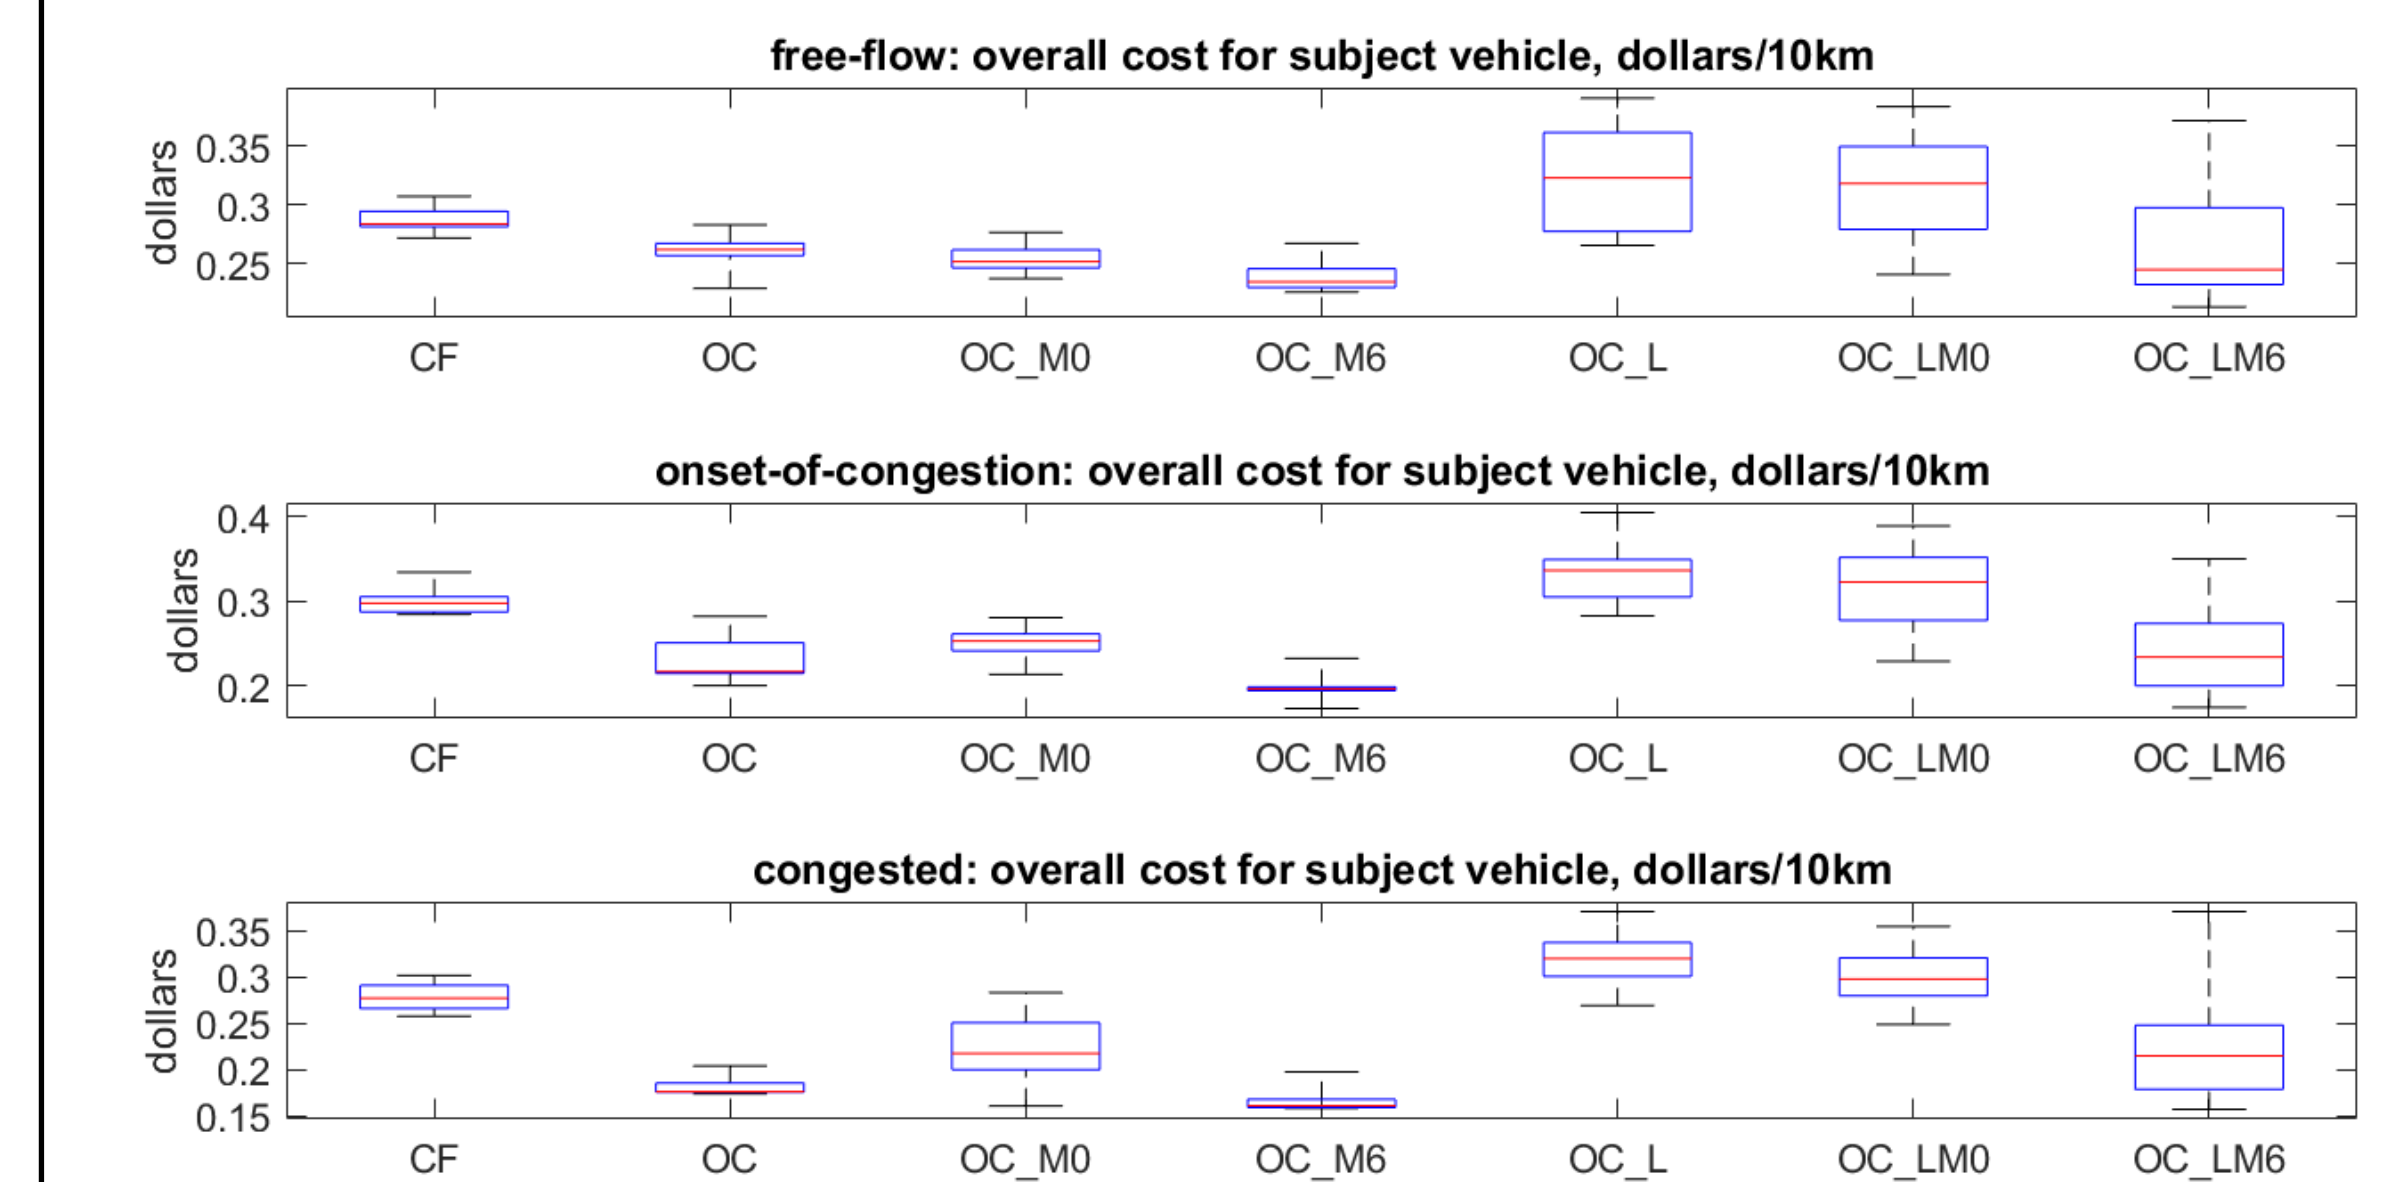 free-flow: overall cost for subject vehicle, dollars/10km
dollars
0.35
0.3
0.25
CF OC OC_M0 OC_M6 OC_L OC_LM0 OC_LM6
onset-of-congestion: overall cost for subject vehicle, dollars/10km
dollars
0.4
0.3
0.2
CF OC OC_M0 OC_M6 OC_L OC_LM0 OC_LM6
congested: overall cost for subject vehicle, dollars/10km
dollars
0.35
0.3
0.25
0.2
0.15
CF OC OC_M0 OC_M6 OC_L OC_LM0 OC_LM6